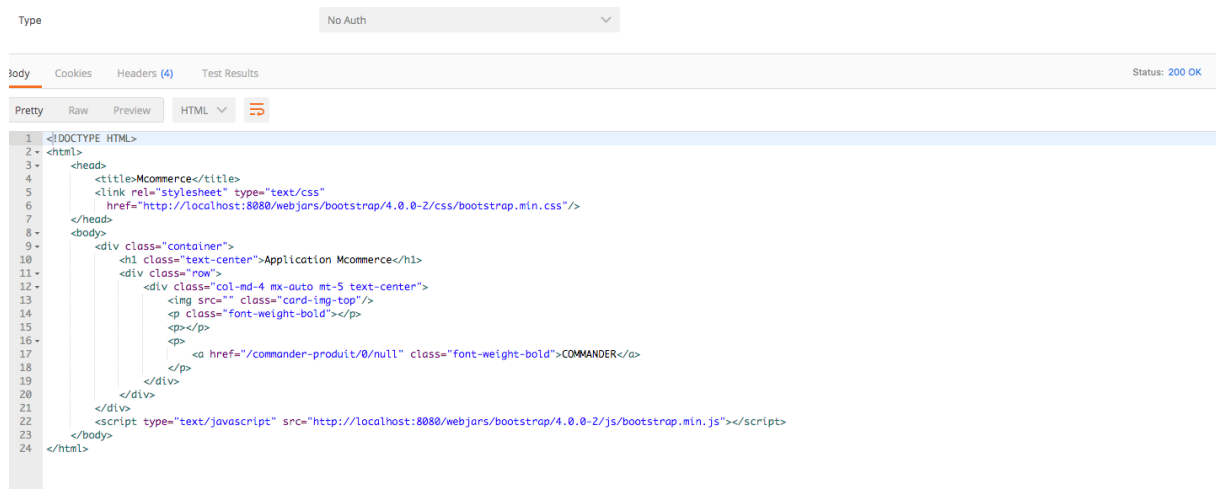 Type No Auth
Body Cookies Headers (4) Test Results Status: 200 OK
Pretty Raw Preview HTML
1 <!DOCTYPE HTML>
2 <html>
3 <head>
4 <title>Mcommerce</title>
5 <link rel="stylesheet" type="text/css"
6 href="http://localhost:8080/webjars/bootstrap/4.0.0-2/css/bootstrap.min.css"/>
7 </head>
8 <body>
9 <div class="container">
10 <h1 class="text-center">Application Mcommerce</h1>
11 <div class="row">
12 <div class="col-md-4 mx-auto mt-5 text-center">
13 <img src="" class="card-img-top"/>
14 <p class="font-weight-bold"></p>
15 <p></p>
16 <p>
17 <a href="/commander-produit/0/null" class="font-weight-bold">COMMANDER</a>
18 </p>
19 </div>
20 </div>
21 </div>
22 <script type="text/javascript" src="http://localhost:8080/webjars/bootstrap/4.0.0-2/js/bootstrap.min.js"></script>
23 </body>
24 </html>